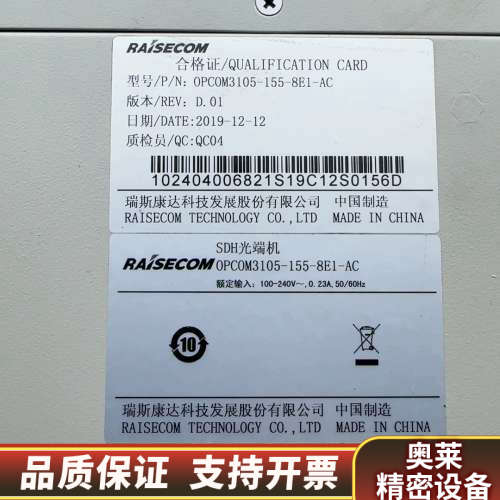 RAISECOM
合格证/QUALIFICATION CARD
型号/P/N: OPCOM3105-155-8E1-AC
版本/REV: D.01
日期/DATE:2019-12-12
质检员/QC:QC04
102404006821S19C12S0156D
瑞斯康达科技发展股份有限公司 中国制造
RAISECOM TECHNOLOGY CO.,LTD MADE IN CHINA
SDH光端机
RAISECOM OPCOM3105-155-8E1-AC
额定输入: 100-240V~,0.23A,50/60Hz
10
瑞斯康达科技发展股份有限公司 中国制造
RAISECOM TECHNOLOGY CO.,LTD MADE IN CHINA
品质保证 支持开票
奥莱
精密设备